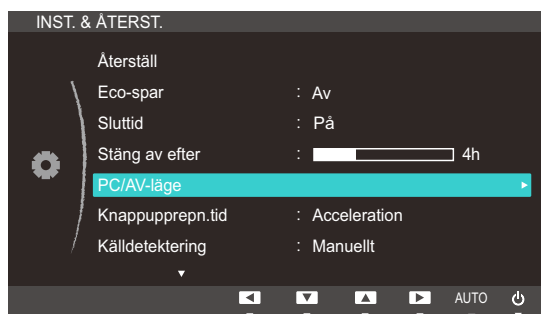 INST. & ÅTERST.
Återställ
Eco-spar : Av
Sluttid : På
Stäng av efter : 4h
PC/AV-läge
Knappupprepn.tid : Acceleration
Källdetektering : Manuellt
AUTO